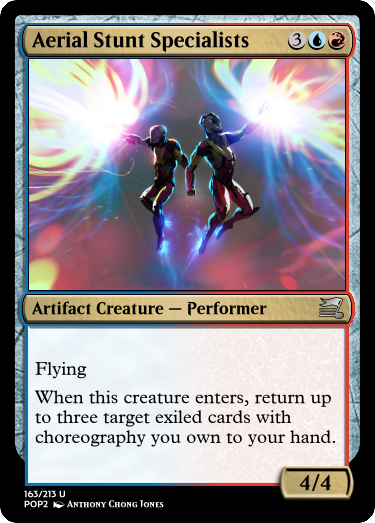 Aerial Stunt Specialists 3
Artifact Creature — Performer
Flying
When this creature enters, return up
to three target exiled cards with
choreography you own to your hand.
4/4
163/213 U
POP2 Anthony Chong Jones